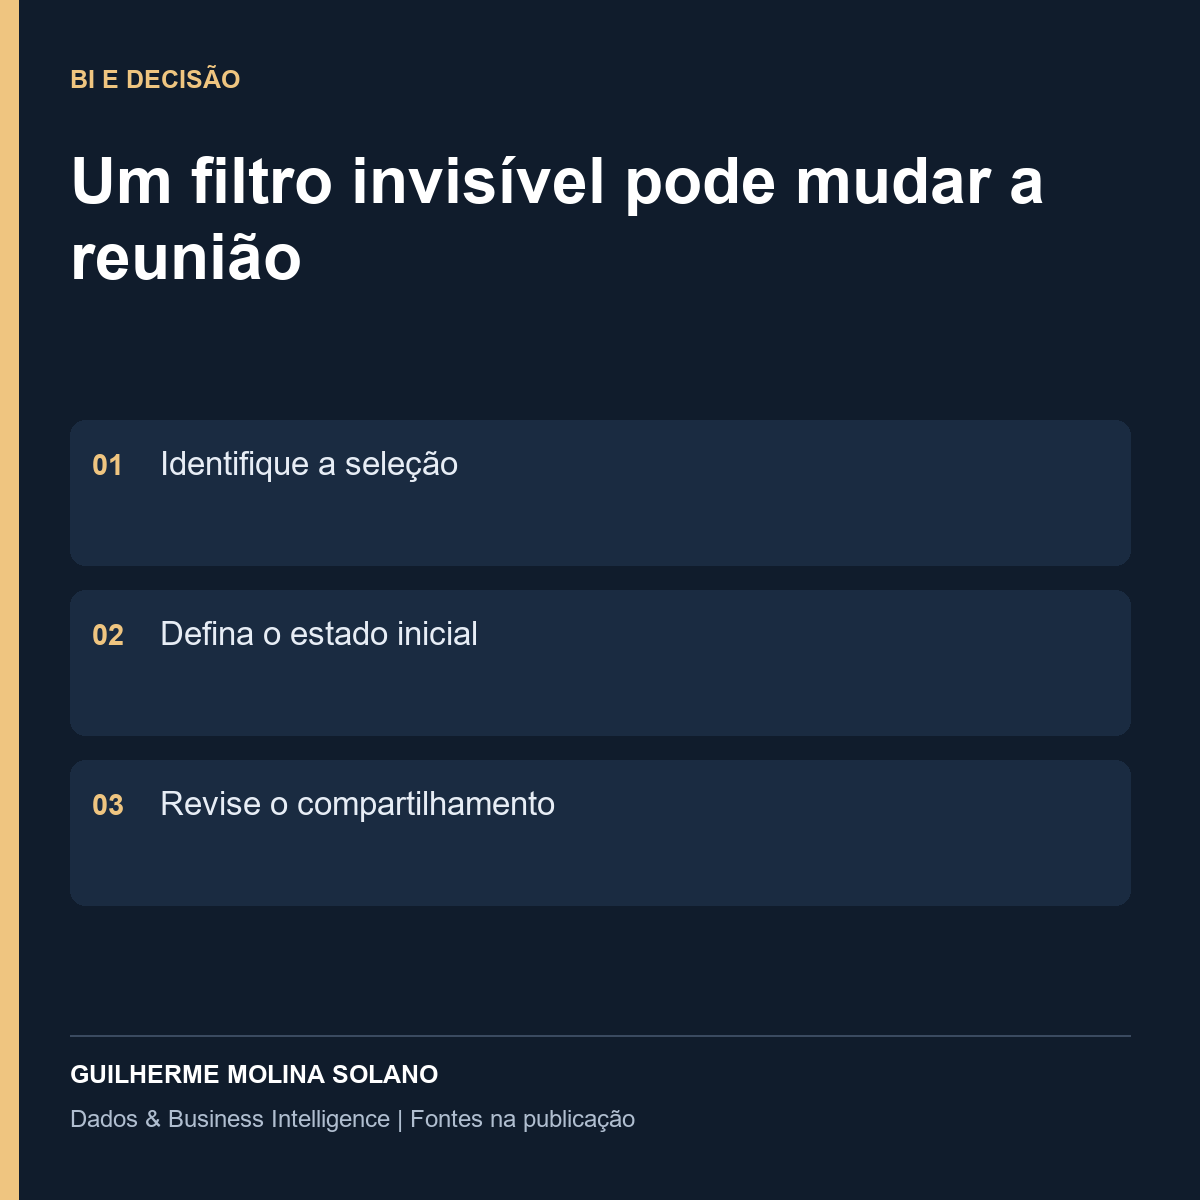 BI E DECISÃO
Um filtro invisível pode mudar a
reunião
01 Identifique a seleção
02 Defina o estado inicial
03 Revise o compartilhamento
GUILHERME MOLINA SOLANO
Dados & Business Intelligence | Fontes na publicação